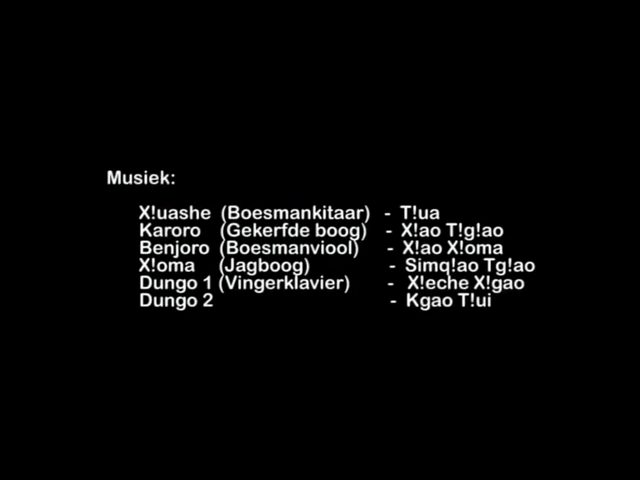 Musiek:
X!uashe (Boesmankitaar) - T!ua
Karoro (Gekerfde boog) - X!ao T!g!ao
Benjoro (Boesmanviool) - X!ao X!oma
X!oma (Jagboog) - Simq!ao Tg!ao
Dungo 1 (Vingerklavier) - X!eche X!gao
Dungo 2 - Kgao T!ui